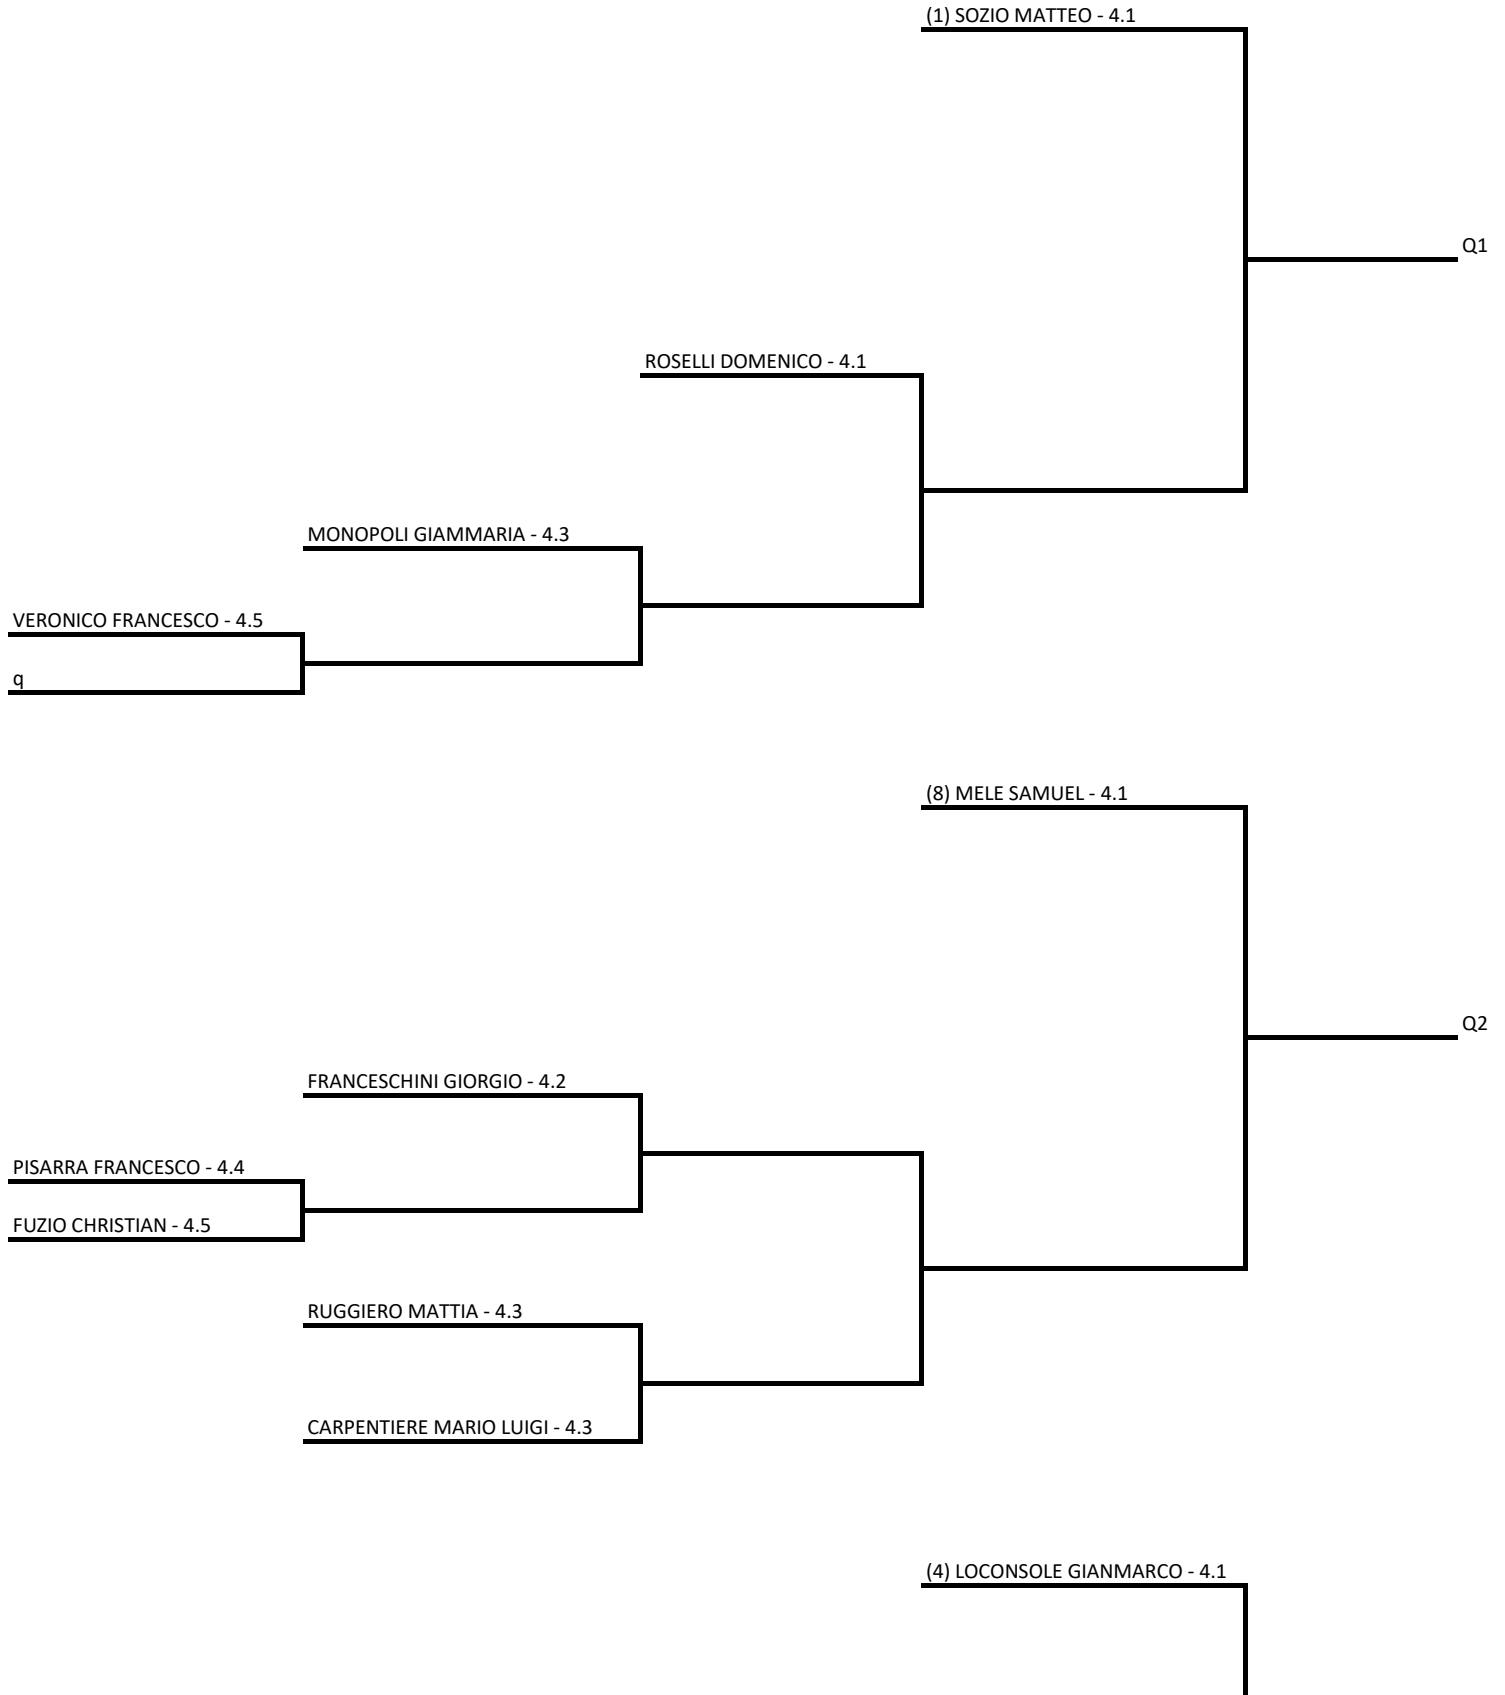 (1) SOZIO MATTEO - 4.1
Q1
ROSELLI DOMENICO - 4.1
MONOPOLI GIAMMARIA - 4.3
VERONICO FRANCESCO - 4.5
q
(8) MELE SAMUEL - 4.1
Q2
FRANCESCHINI GIORGIO - 4.2
PISARRA FRANCESCO - 4.4
FUZIO CHRISTIAN - 4.5
RUGGIERO MATTIA - 4.3
CARPENTIERE MARIO LUIGI - 4.3
(4) LOCONSOLE GIANMARCO - 4.1